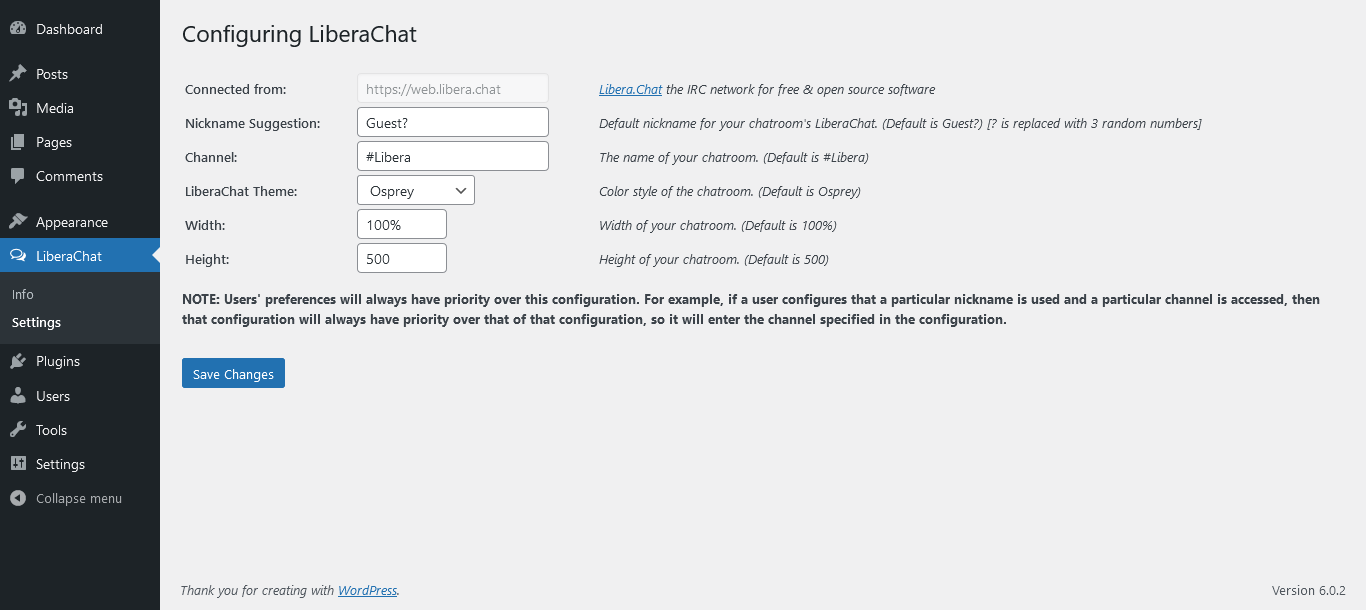 Dashboard
Posts
Media
Pages
Comments
Appearance
LiberaChat
Info
Settings
Plugins
Users
Tools
Settings
Collapse menu
Configuring LiberaChat
Connected from: https://web.libera.chat Libera.Chat the IRC network for free & open source software
Nickname Suggestion: Guest? Default nickname for your chatroom's LiberaChat. (Default is Guest?) [? is replaced with 3 random numbers]
Channel: #Libera The name of your chatroom. (Default is #Libera)
LiberaChat Theme: Osprey Color style of the chatroom. (Default is Osprey)
Width: 100% Width of your chatroom. (Default is 100%)
Height: 500 Height of your chatroom. (Default is 500)
NOTE: Users' preferences will always have priority over this configuration. For example, if a user configures that a particular nickname is used and a particular channel is accessed, then
that configuration will always have priority over that of that configuration, so it will enter the channel specified in the configuration.
Save Changes
Thank you for creating with WordPress. Version 6.0.2